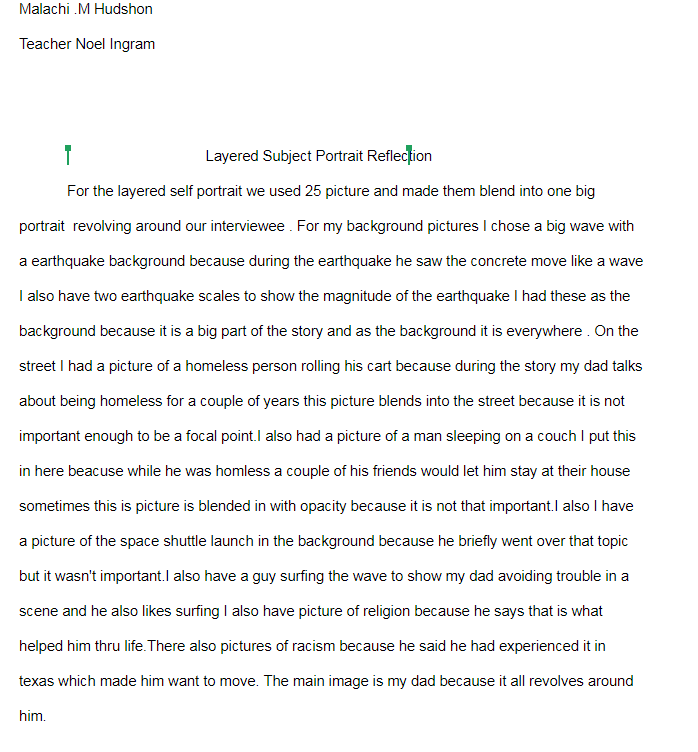 Malachi .M Hudshon
Teacher Noel Ingram
Layered Subject Portrait Reflection
For the layered self portrait we used 25 picture and made them blend into one big
portrait  revolving around our interviewee . For my background pictures I chose a big wave with
a earthquake background because during the earthquake he saw the concrete move like a wave
I also have two earthquake scales to show the magnitude of the earthquake I had these as the
background because it is a big part of the story and as the background it is everywhere . On the
street I had a picture of a homeless person rolling his cart because during the story my dad talks
about being homeless for a couple of years this picture blends into the street because it is not
important enough to be a focal point.I also had a picture of a man sleeping on a couch I put this
in here beacuse while he was homless a couple of his friends would let him stay at their house
sometimes this is picture is blended in with opacity because it is not that important.I also I have
a picture of the space shuttle launch in the background because he briefly went over that topic
but it wasn't important.I also have a guy surfing the wave to show my dad avoiding trouble in a
scene and he also likes surfing I also have picture of religion because he says that is what
helped him thru life.There also pictures of racism because he said he had experienced it in
texas which made him want to move. The main image is my dad because it all revolves around
him.